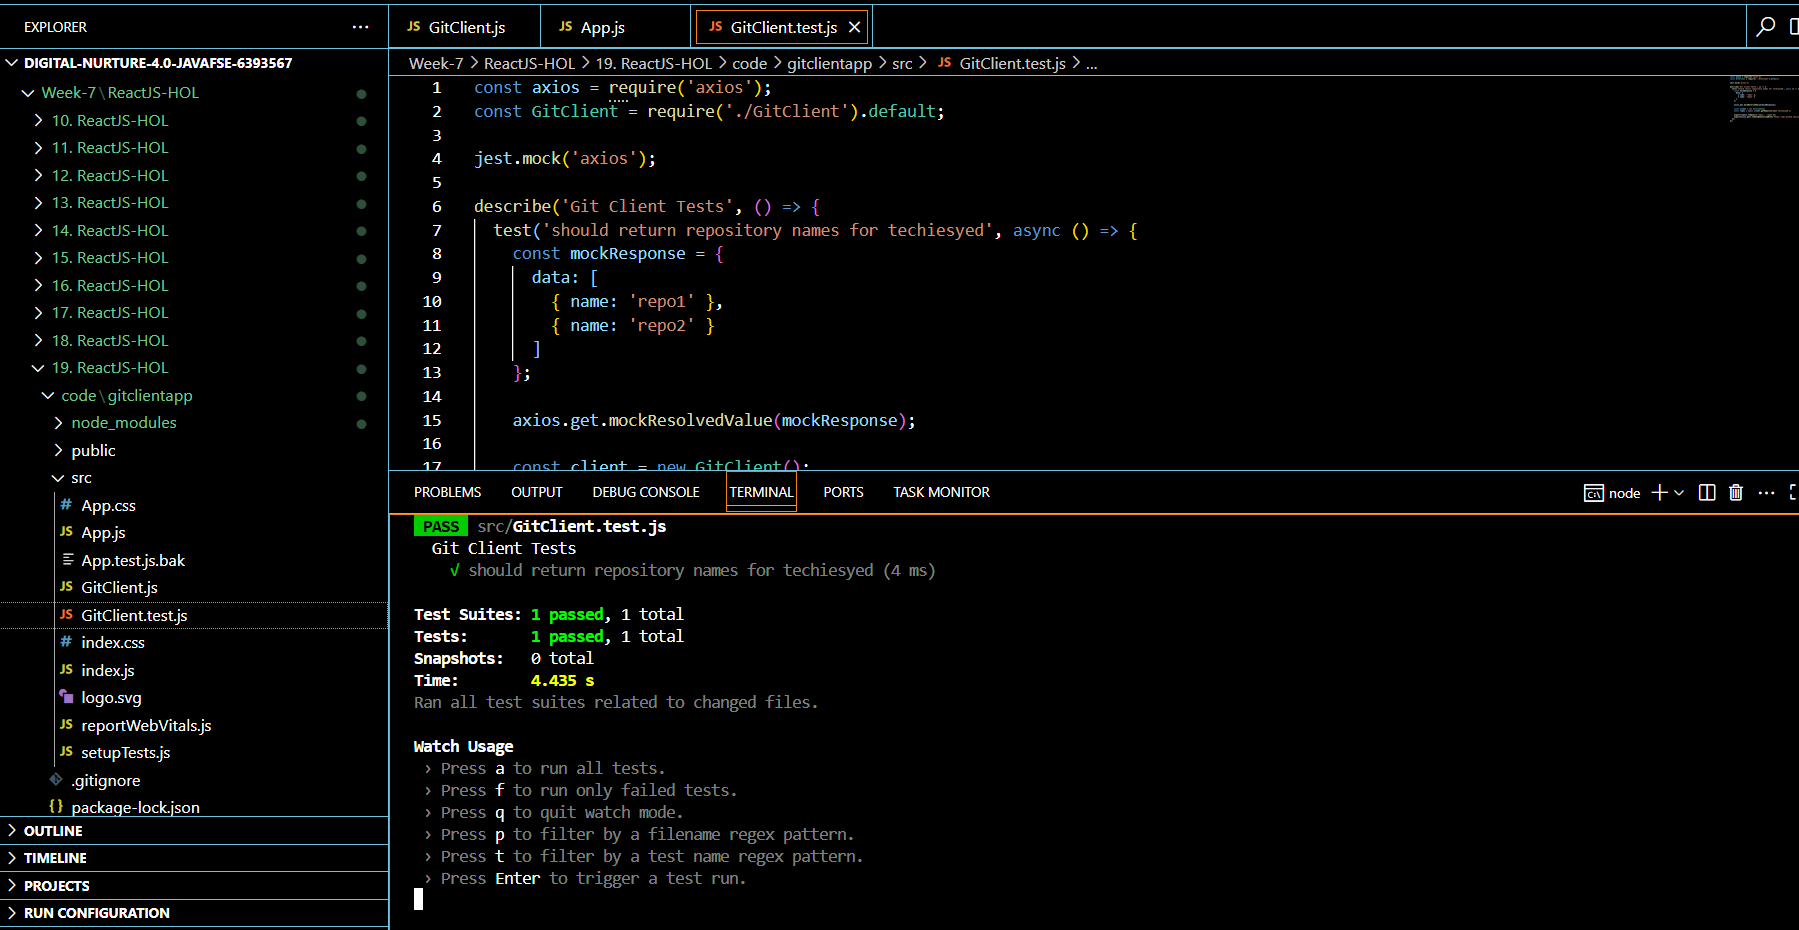 EXPLORER
DIGITAL-NURTURE-4.0-JAVAFSE-6393567
Week-7\ReactJS-HOL
10. ReactJS-HOL
11. ReactJS-HOL
12. ReactJS-HOL
13. ReactJS-HOL
14. ReactJS-HOL
15. ReactJS-HOL
16. ReactJS-HOL
17. ReactJS-HOL
18. ReactJS-HOL
19. ReactJS-HOL
code\gitclientapp
node_modules
public
src
# App.css
JS App.js
App.test.js.bak
JS GitClient.js
JS GitClient.test.js
# index.css
JS index.js
logo.svg
JS reportWebVitals.js
JS setupTests.js
.gitignore
{} package-lock.json
OUTLINE
TIMELINE
PROJECTS
RUN CONFIGURATION
JS GitClient.js JS App.js JS GitClient.test.js
Week-7 > ReactJS-HOL > 19. ReactJS-HOL > code > gitclientapp > src > JS GitClient.test.js > ...
1 const axios = require('axios');
2 const GitClient = require('./GitClient').default;
3
4 jest.mock('axios');
5
6 describe('Git Client Tests', () => {
7 test('should return repository names for techiesyed', async () => {
8 const mockResponse = {
9 data: [
10 { name: 'repo1' },
11 { name: 'repo2' }
12 ]
13 };
14
15 axios.get.mockResolvedValue(mockResponse);
16
17 const client = new GitClient();
PROBLEMS OUTPUT DEBUG CONSOLE TERMINAL PORTS TASK MONITOR node
PASS src/GitClient.test.js
Git Client Tests
√ should return repository names for techiesyed (4 ms)
Test Suites: 1 passed, 1 total
Tests: 1 passed, 1 total
Snapshots: 0 total
Time: 4.435 s
Ran all test suites related to changed files.
Watch Usage
› Press a to run all tests.
› Press f to run only failed tests.
› Press q to quit watch mode.
› Press p to filter by a filename regex pattern.
› Press t to filter by a test name regex pattern.
› Press Enter to trigger a test run.